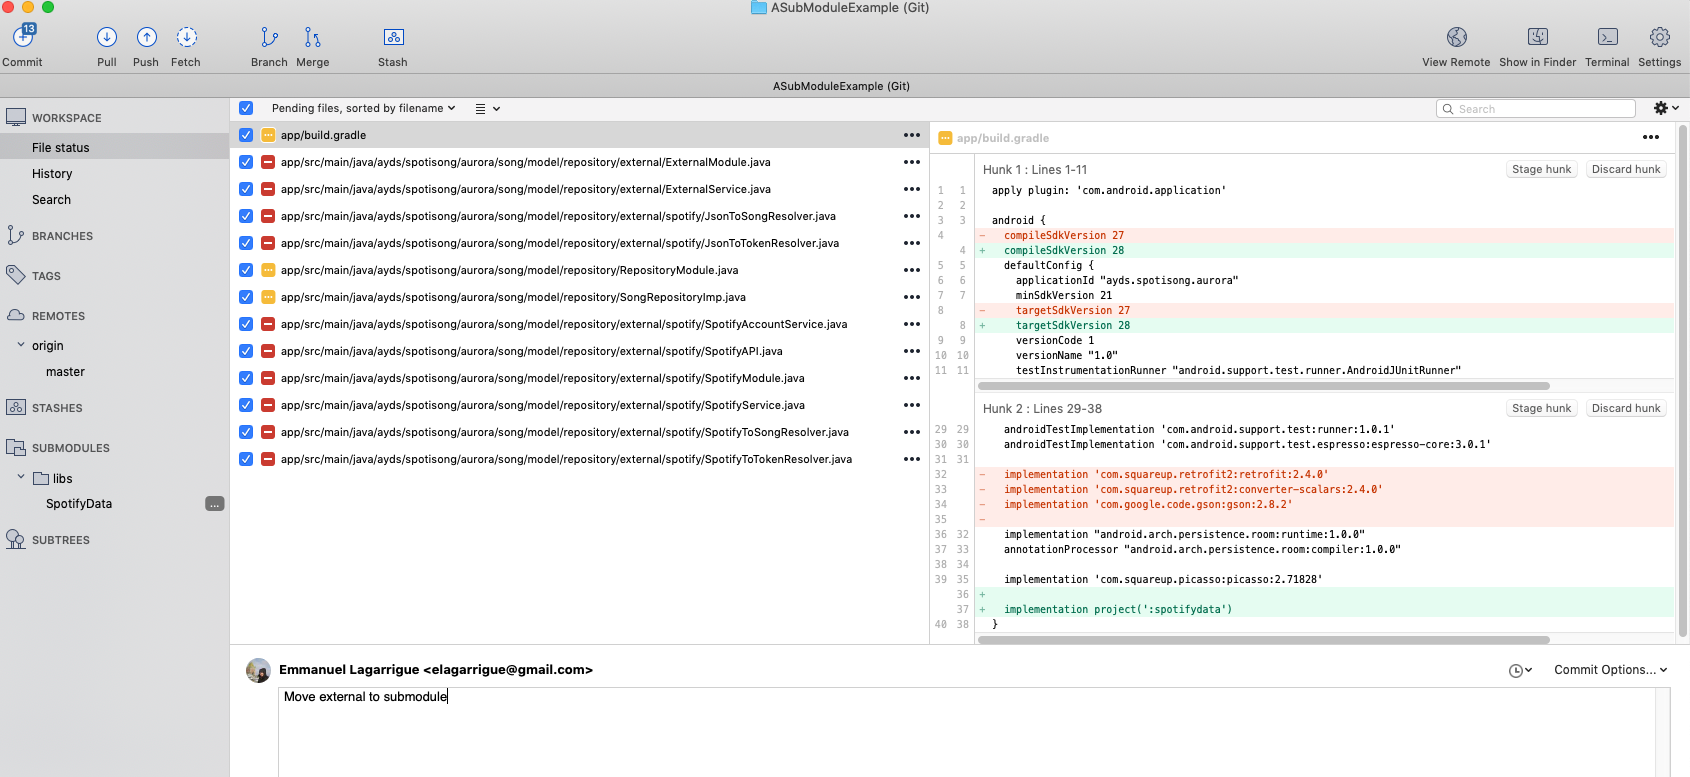 ASubModuleExample (Git)
13
Commit
Pull
Push
Fetch
Branch
Merge
Stash
View Remote
Show in Finder
Terminal
Settings
ASubModuleExample (Git)
WORKSPACE
File status
History
Search
BRANCHES
TAGS
REMOTES
origin
master
STASHES
SUBMODULES
libs
SpotifyData
...
SUBTREES
Pending files, sorted by filename
Search
app/build.gradle
app/src/main/java/ayds/spotisong/aurora/song/model/repository/external/ExternalModule.java
app/src/main/java/ayds/spotisong/aurora/song/model/repository/external/ExternalService.java
app/src/main/java/ayds/spotisong/aurora/song/model/repository/external/spotify/JsonToSongResolver.java
app/src/main/java/ayds/spotisong/aurora/song/model/repository/external/spotify/JsonToTokenResolver.java
app/src/main/java/ayds/spotisong/aurora/song/model/repository/RepositoryModule.java
app/src/main/java/ayds/spotisong/aurora/song/model/repository/SongRepositoryImp.java
app/src/main/java/ayds/spotisong/aurora/song/model/repository/external/spotify/SpotifyAccountService.java
app/src/main/java/ayds/spotisong/aurora/song/model/repository/external/spotify/SpotifyAPI.java
app/src/main/java/ayds/spotisong/aurora/song/model/repository/external/spotify/SpotifyModule.java
app/src/main/java/ayds/spotisong/aurora/song/model/repository/external/spotify/SpotifyService.java
app/src/main/java/ayds/spotisong/aurora/song/model/repository/external/spotify/SpotifyToSongResolver.java
app/src/main/java/ayds/spotisong/aurora/song/model/repository/external/spotify/SpotifyToTokenResolver.java
app/build.gradle
Hunk 1 : Lines 1-11
Stage hunk
Discard hunk
1 1 apply plugin: 'com.android.application'
2 2
3 3 android {
4 - compileSdkVersion 27
4 + compileSdkVersion 28
5 5 defaultConfig {
6 6 applicationId "ayds.spotisong.aurora"
7 7 minSdkVersion 21
8 - targetSdkVersion 27
8 + targetSdkVersion 28
9 9 versionCode 1
10 10 versionName "1.0"
11 11 testInstrumentationRunner "android.support.test.runner.AndroidJUnitRunner"
Hunk 2 : Lines 29-38
Stage hunk
Discard hunk
29 29 androidTestImplementation 'com.android.support.test:runner:1.0.1'
30 30 androidTestImplementation 'com.android.support.test.espresso:espresso-core:3.0.1'
31 31
32 - implementation 'com.squareup.retrofit2:retrofit:2.4.0'
33 - implementation 'com.squareup.retrofit2:converter-scalars:2.4.0'
34 - implementation 'com.google.code.gson:gson:2.8.2'
35 -
36 32 implementation "android.arch.persistence.room:runtime:1.0.0"
37 33 annotationProcessor "android.arch.persistence.room:compiler:1.0.0"
38 34
39 35 implementation 'com.squareup.picasso:picasso:2.71828'
36 +
37 + implementation project(':spotifydata')
40 38 }
Emmanuel Lagarrigue <elagarrigue@gmail.com>
Commit Options...
Move external to submodule